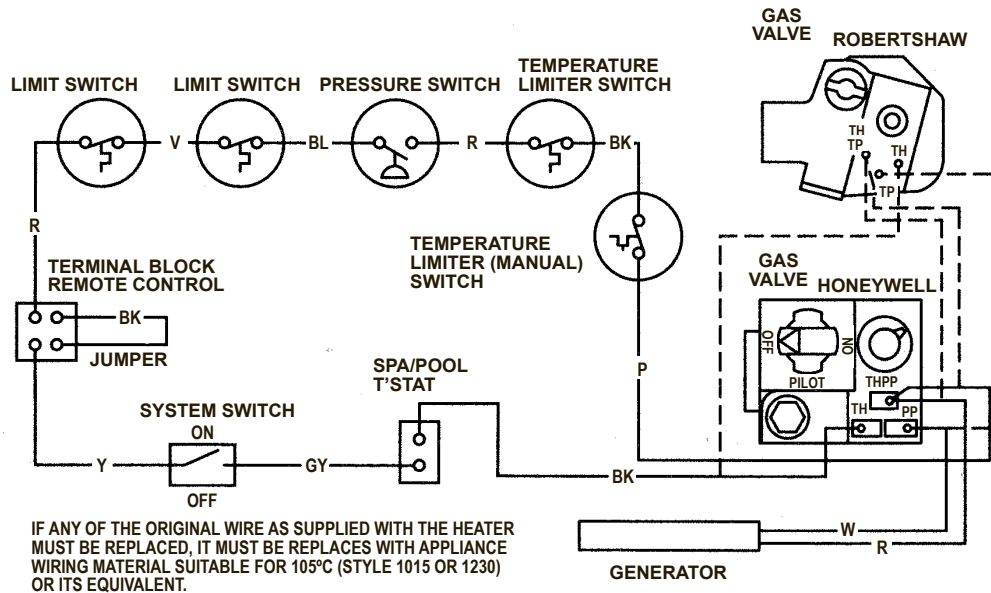 GAS
VALVE
ROBERTSHAW
LIMIT SWITCH
LIMIT SWITCH
PRESSURE SWITCH
TEMPERATURE
LIMITER SWITCH
TH
TP
TH
TP
V
BL
R
BK
R
TEMPERATURE
LIMITER (MANUAL)
SWITCH
GAS
VALVE
HONEYWELL
TERMINAL BLOCK
REMOTE CONTROL
BK
JUMPER
OFF
NO
PILOT
THPP
TH
PP
P
SPA/POOL
T'STAT
SYSTEM SWITCH
ON
OFF
Y
GY
BK
W
R
GENERATOR
IF ANY OF THE ORIGINAL WIRE AS SUPPLIED WITH THE HEATER
MUST BE REPLACED, IT MUST BE REPLACES WITH APPLIANCE
WIRING MATERIAL SUITABLE FOR 105ºC (STYLE 1015 OR 1230)
OR ITS EQUIVALENT.